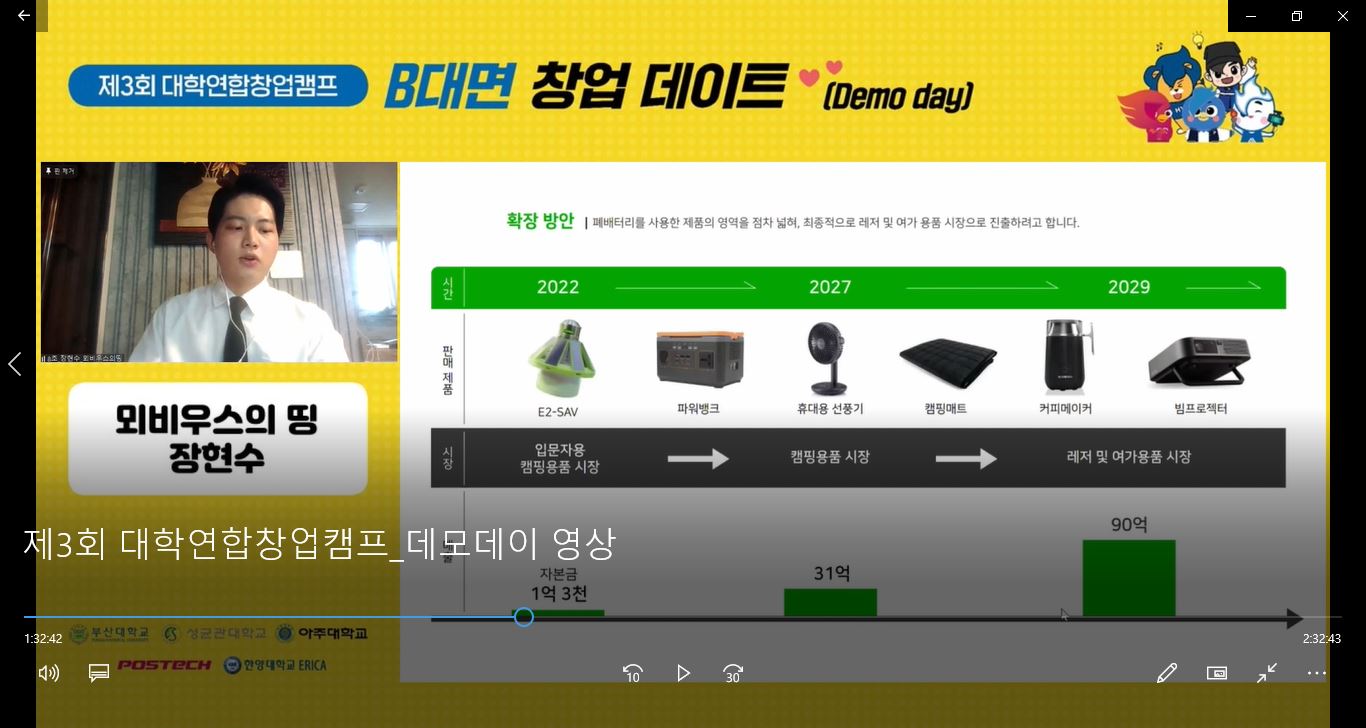 제3회 대학연합창업캠프
B대면 창업 데이트 (Demo day)
핀 제거
8조_장현수_뫼비우스의띵
뫼비우스의 띵
장현수
확장 방안 | 폐배터리를 사용한 제품의 영역을 점차 넓혀, 최종적으로 레저 및 여가 용품 시장으로 진출하려고 합니다.
시간
2022
2027
2029
판매 제품
E2-SAV
파워뱅크
휴대용 선풍기
캠핑매트
커피메이커
빔프로젝터
시장
입문자용
캠핑용품 시장
캠핑용품 시장
레저 및 여가용품 시장
자본금
1억 3천
31억
90억
제3회 대학연합창업캠프_데모데이 영상
1:32:42
2:32:43
부산대학교
성균관대학교
아주대학교
POSTECH
한양대학교 ERICA
10
30